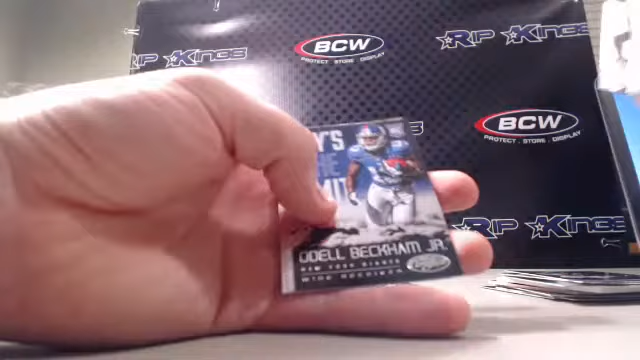 BCW
PROTECT . STORE . DISPLAY
RIP KINGS
RIP KINGS
BCW
PROTECT . STORE . DISPLAY
RIP KINGS
Y'S
ODELL BECKHAM JR.
NEW YORK GIANTS
WIDE RECEIVER